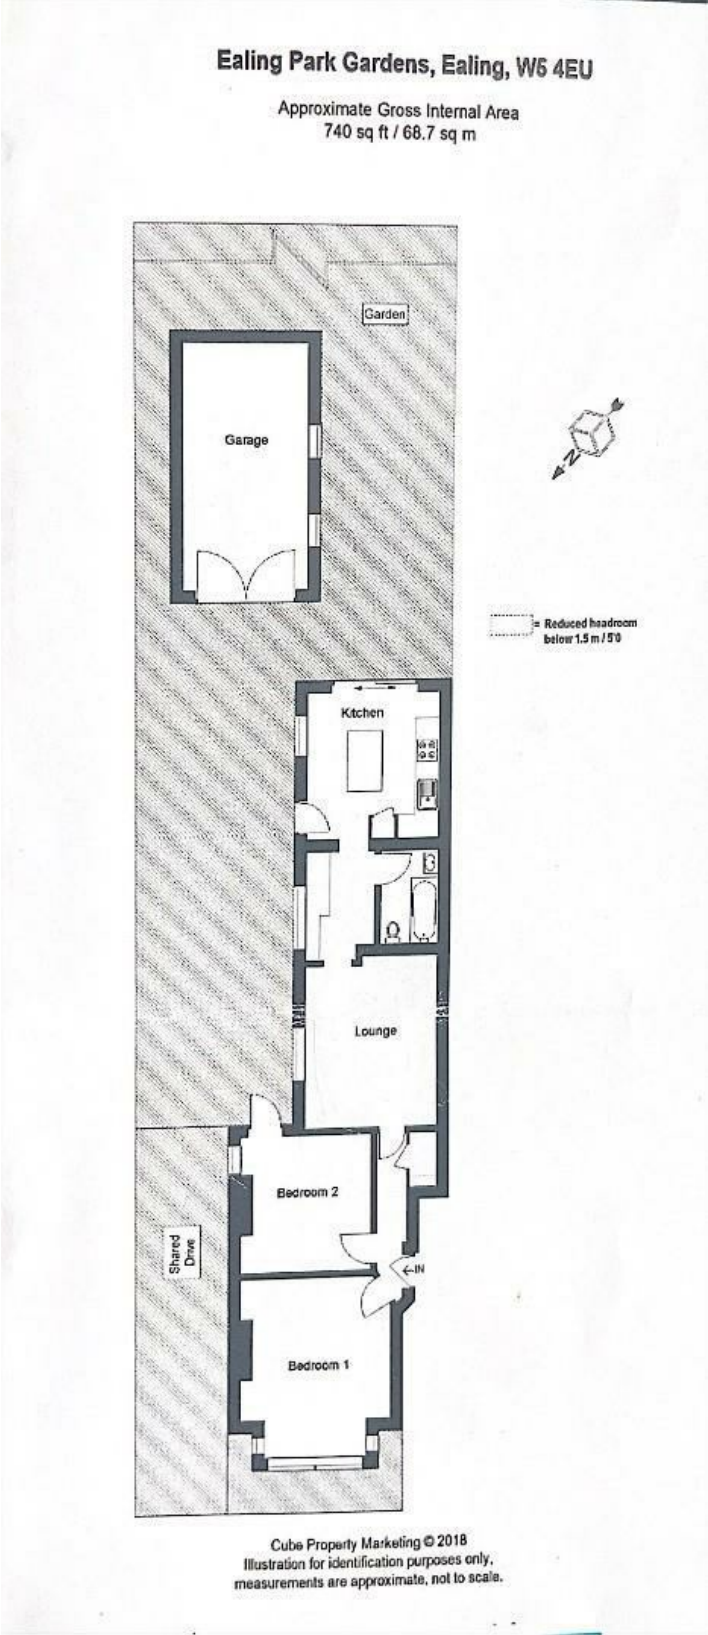 Ealing Park Gardens, Ealing, W5 4EU
Approximate Gross Internal Area
740 sq ft / 68.7 sq m
Garden
Garage
N
= Reduced headroom
below 1.5 m / 5'0
Kitchen
Lounge
Bedroom 2
Shared
Drive
←IN
Bedroom 1
Cube Property Marketing © 2018
Illustration for identification purposes only,
measurements are approximate, not to scale.